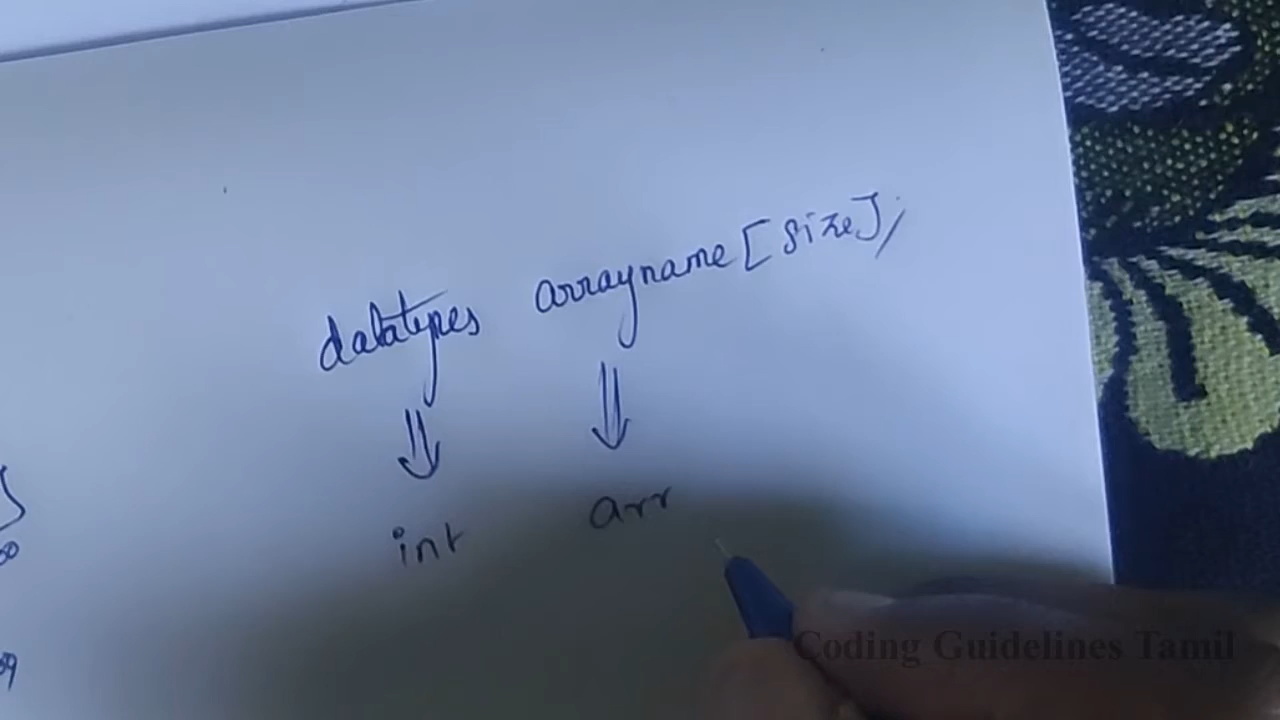 datatypes arrayname [size];
int arr
Coding Guidelines Tamil